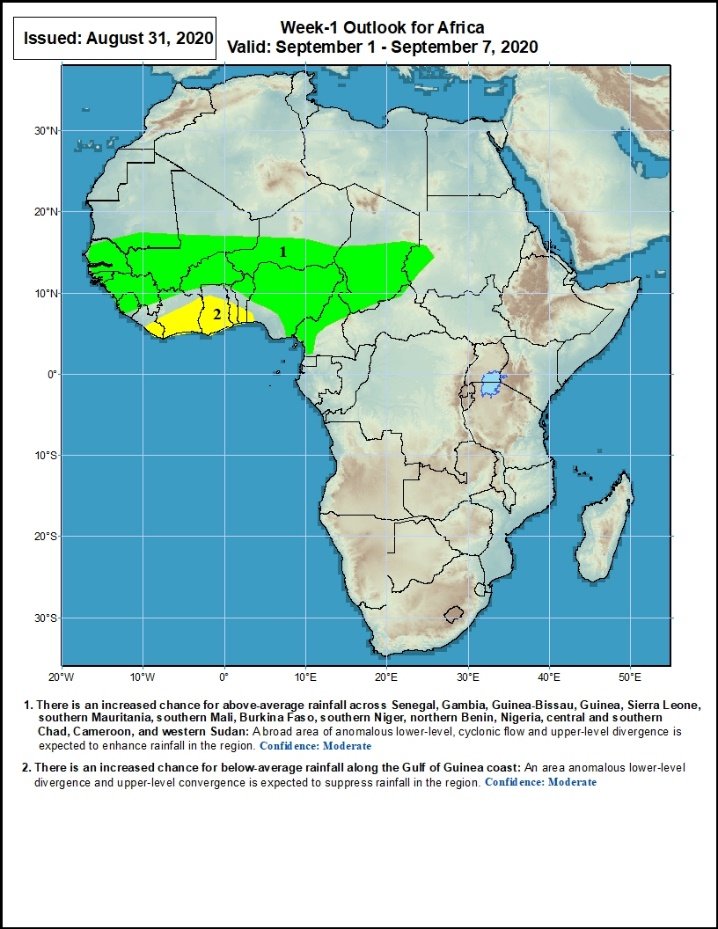 Issued: August 31, 2020
Week-1 Outlook for Africa
Valid: September 1 - September 7, 2020
30°N
20°N
10°N
0°
10°S
20°S
30°S
1
2
20°W 10°W 0° 10°E 20°E 30°E 40°E 50°E
1. There is an increased chance for above-average rainfall across Senegal, Gambia, Guinea-Bissau, Guinea, Sierra Leone,
southern Mauritania, southern Mali, Burkina Faso, southern Niger, northern Benin, Nigeria, central and southern
Chad, Cameroon, and western Sudan: A broad area of anomalous lower-level, cyclonic flow and upper-level divergence is
expected to enhance rainfall in the region. Confidence: Moderate
2. There is an increased chance for below-average rainfall along the Gulf of Guinea coast: An area anomalous lower-level
divergence and upper-level convergence is expected to suppress rainfall in the region. Confidence: Moderate